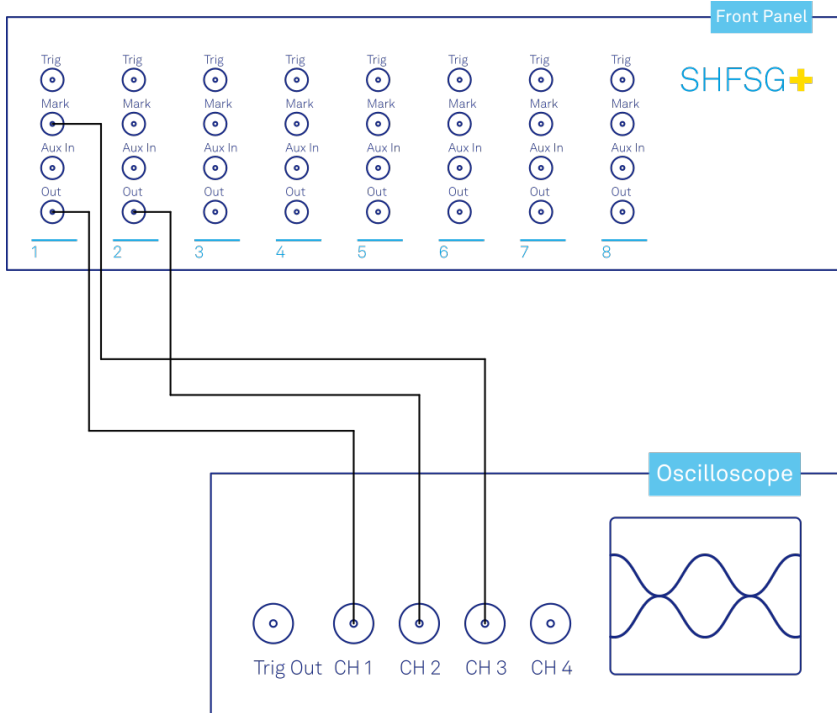 Front Panel
SHFSG+
Trig Trig Trig Trig Trig Trig Trig Trig
Mark Mark Mark Mark Mark Mark Mark Mark
Aux In Aux In Aux In Aux In Aux In Aux In Aux In Aux In
Out Out Out Out Out Out Out Out
1 2 3 4 5 6 7 8
Oscilloscope
Trig Out CH 1 CH 2 CH 3 CH 4